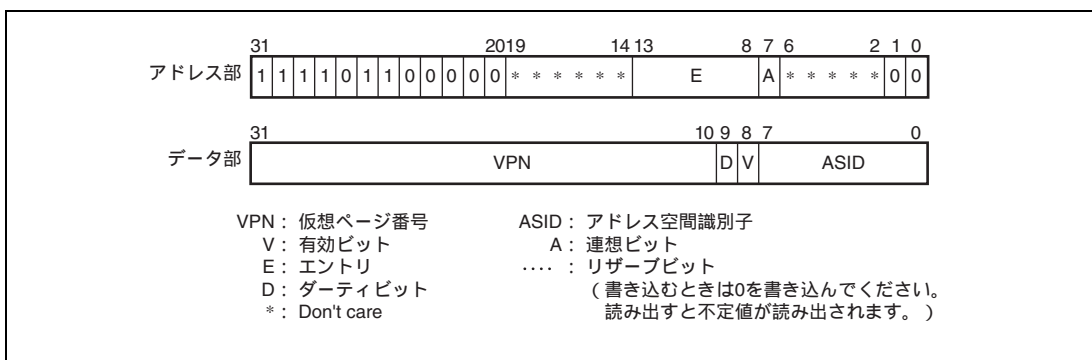 31 20 19 14 13 8 7 6 2 1 0
アドレス部 1 1 1 1 0 1 1 0 0 0 0 0 * * * * * * E A * * * * * 0 0
31 10 9 8 7 0
データ部 VPN D V ASID
VPN： 仮想ページ番号 ASID： アドレス空間識別子
V： 有効ビット A： 連想ビット
E： エントリ ‥‥ ： リザーブビット
D： ダーティビット （書き込むときは0を書き込んでください。
*： Don't care 読み出すと不定値が読み出されます。）